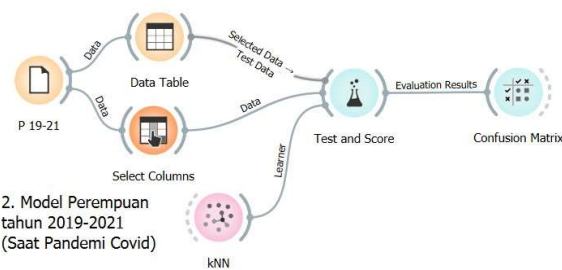 Data
Selected Data →
Test Data
Data Table
P 19-21
Data
Data
Evaluation Results
Test and Score
Confusion Matrix
Select Columns
Learner
2. Model Perempuan
tahun 2019-2021
(Saat Pandemi Covid)
kNN